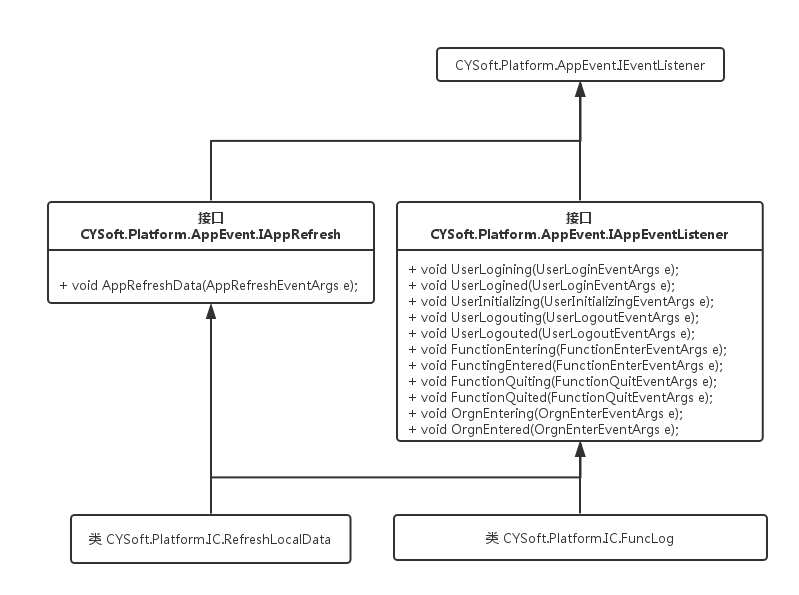 CYSoft.Platform.AppEvent.IEventListener
接口
CYSoft.Platform.AppEvent.IAppRefresh
+ void AppRefreshData(AppRefreshEventArgs e);
接口
CYSoft.Platform.AppEvent.IAppEventListener
+ void UserLogining(UserLoginEventArgs e);
+ void UserLogined(UserLoginEventArgs e);
+ void UserInitializing(UserInitializingEventArgs e);
+ void UserLogouting(UserLogoutEventArgs e);
+ void UserLogouted(UserLogoutEventArgs e);
+ void FunctionEntering(FunctionEnterEventArgs e);
+ void FunctingEntered(FunctionEnterEventArgs e);
+ void FunctionQuiting(FunctionQuitEventArgs e);
+ void FunctionQuited(FunctionQuitEventArgs e);
+ void OrgnEntering(OrgnEnterEventArgs e);
+ void OrgnEntered(OrgnEnterEventArgs e);
类 CYSoft.Platform.IC.RefreshLocalData
类 CYSoft.Platform.IC.FuncLog